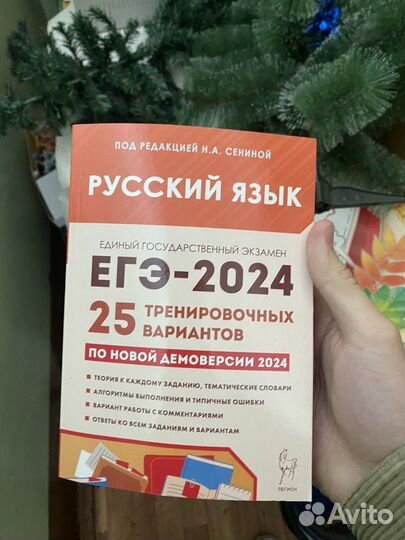 ПОД РЕДАКЦИЕЙ Н.А. СЕНИНОЙ
РУССКИЙ ЯЗЫК
ЕДИНЫЙ ГОСУДАРСТВЕННЫЙ ЭКЗАМЕН
ЕГЭ-2024
25 ТРЕНИРОВОЧНЫХ
ВАРИАНТОВ
ПО НОВОЙ ДЕМОВЕРСИИ 2024
ТЕОРИЯ К КАЖДОМУ ЗАДАНИЮ, ТЕМАТИЧЕСКИЕ СЛОВАРИ
АЛГОРИТМЫ ВЫПОЛНЕНИЯ И ТИПИЧНЫЕ ОШИБКИ
ВАРИАНТ РАБОТЫ С КОММЕНТАРИЯМИ
ОТВЕТЫ КО ВСЕМ ЗАДАНИЯМ И ВАРИАНТАМ
ЛЕГИОН
Avito